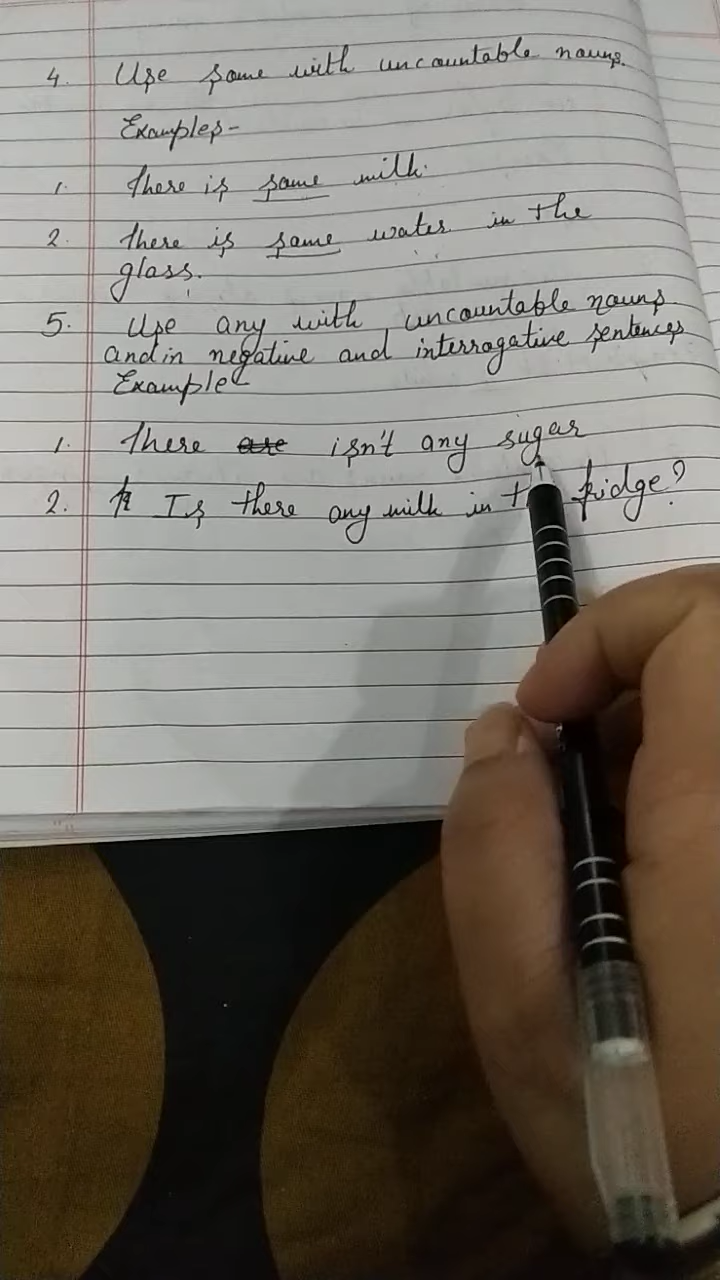 4. Use some with uncountable nouns.
Examples-
1. There is some milk.
2. There is some water in the
glass.
5. Use any with uncountable nouns
and in negative and interrogative sentences
Example
1. There are isn't any sugar
2. Is there any milk in the fridge?